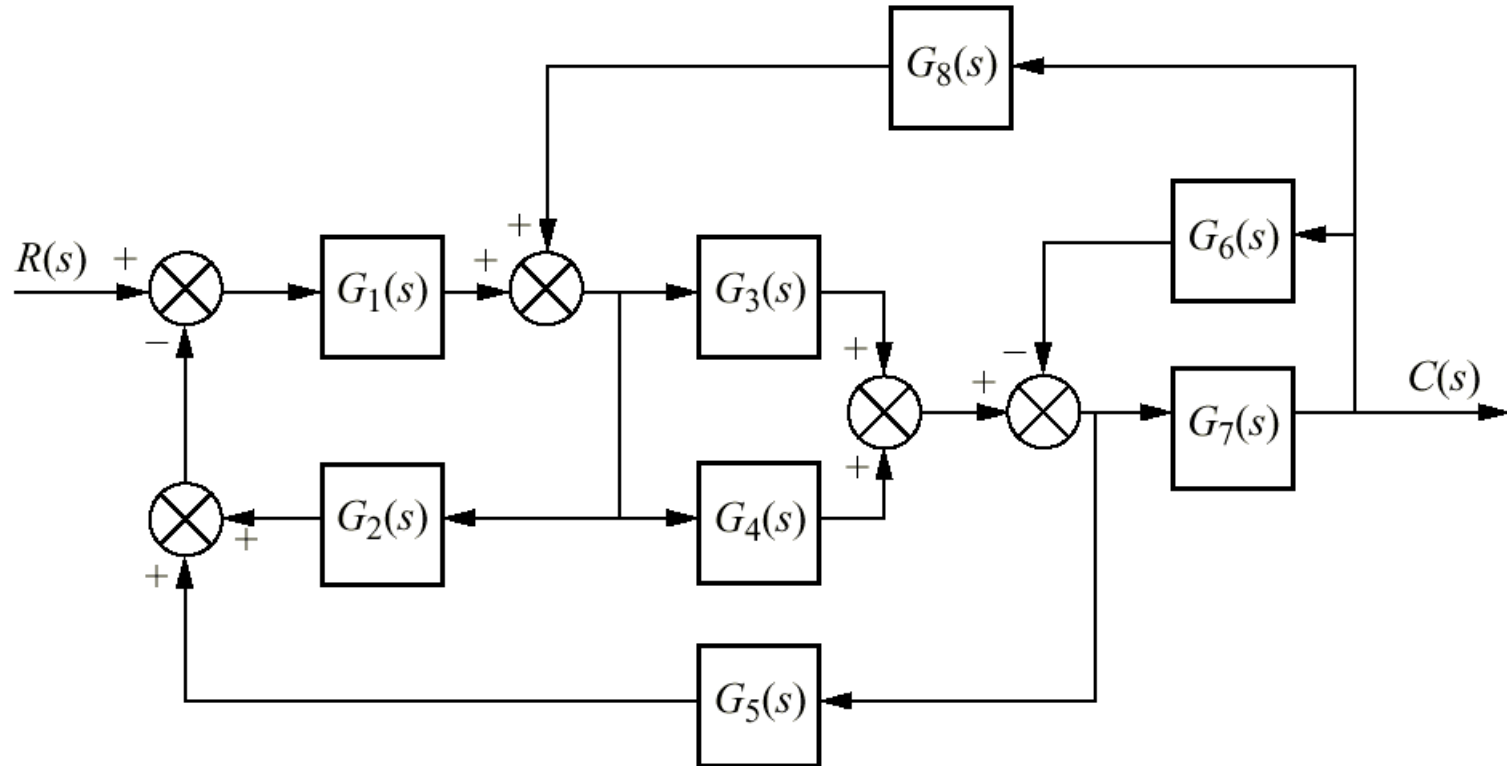 G8(s)
+
G6(s)
R(s)
+
G1(s)
+
G3(s)
−
+
−
+
G7(s)
C(s)
G2(s)
+
G4(s)
+
+
G5(s)